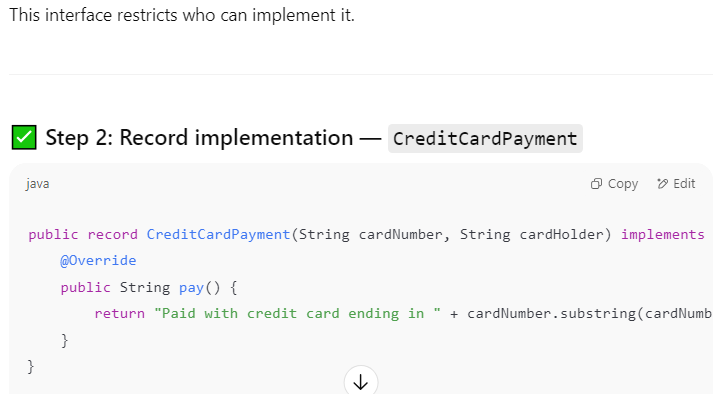 This interface restricts who can implement it.
✅ Step 2: Record implementation — CreditCardPayment
java Copy Edit
public record CreditCardPayment(String cardNumber, String cardHolder) implements
@Override
public String pay() {
return "Paid with credit card ending in " + cardNumber.substring(cardNumb
}
}